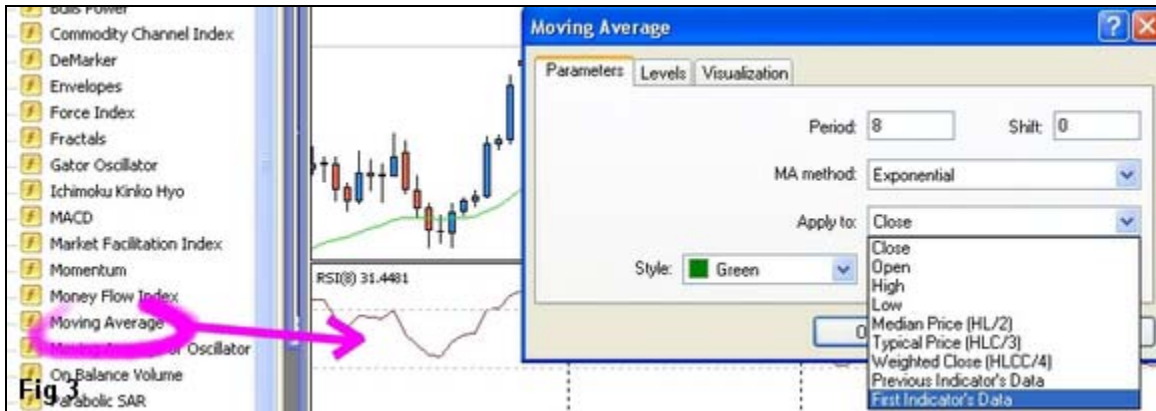 Bulls Power
Commodity Channel Index
DeMarker
Envelopes
Force Index
Fractals
Gator Oscillator
Ichimoku Kinko Hyo
MACD
Market Facilitation Index
Momentum
Money Flow Index
Moving Average
Moving Average of Oscillator
On Balance Volume
Parabolic SAR
Fig 3
RSI(8) 31.4481
Moving Average
Parameters Levels Visualization
Period: 8 Shift: 0
MA method: Exponential
Apply to: Close
Style: Green
Close
Open
High
Low
Median Price (HL/2)
Typical Price (HLC/3)
Weighted Close (HLCC/4)
Previous Indicator's Data
First Indicator's Data